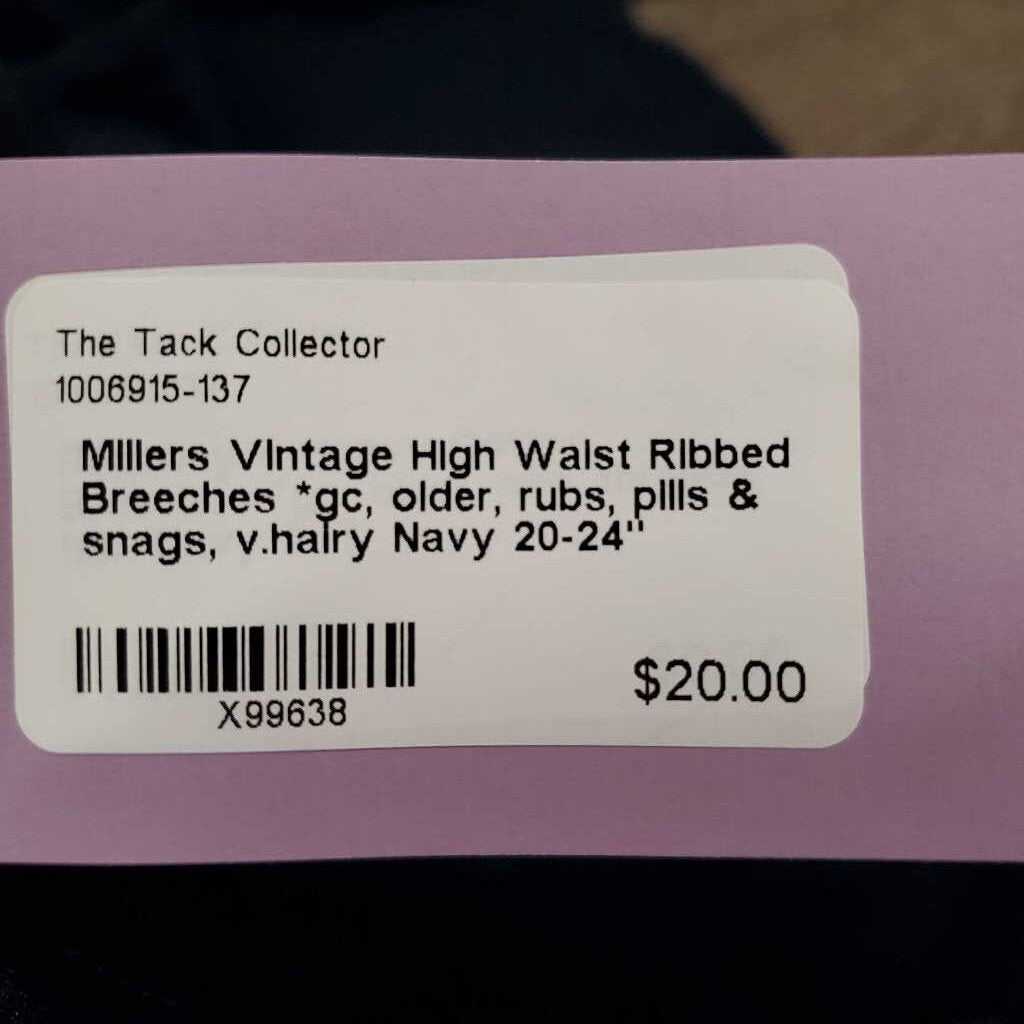 The Tack Collector
1006915-137
Millers Vintage High Waist Ribbed
Breeches *gc, older, rubs, pills &
snags, v.hairy Navy 20-24"
X99638
$20.00